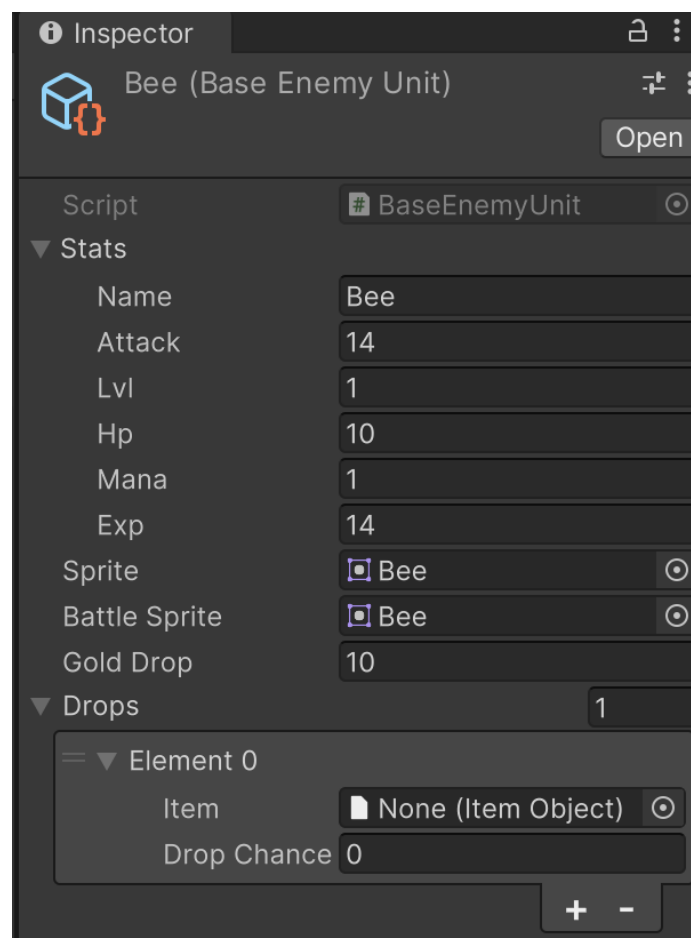 Inspector
Bee (Base Enemy Unit)
Open
Script # BaseEnemyUnit
Stats
Name Bee
Attack 14
Lvl 1
Hp 10
Mana 1
Exp 14
Sprite Bee
Battle Sprite Bee
Gold Drop 10
Drops 1
Element 0
Item None (Item Object)
Drop Chance 0
+ -